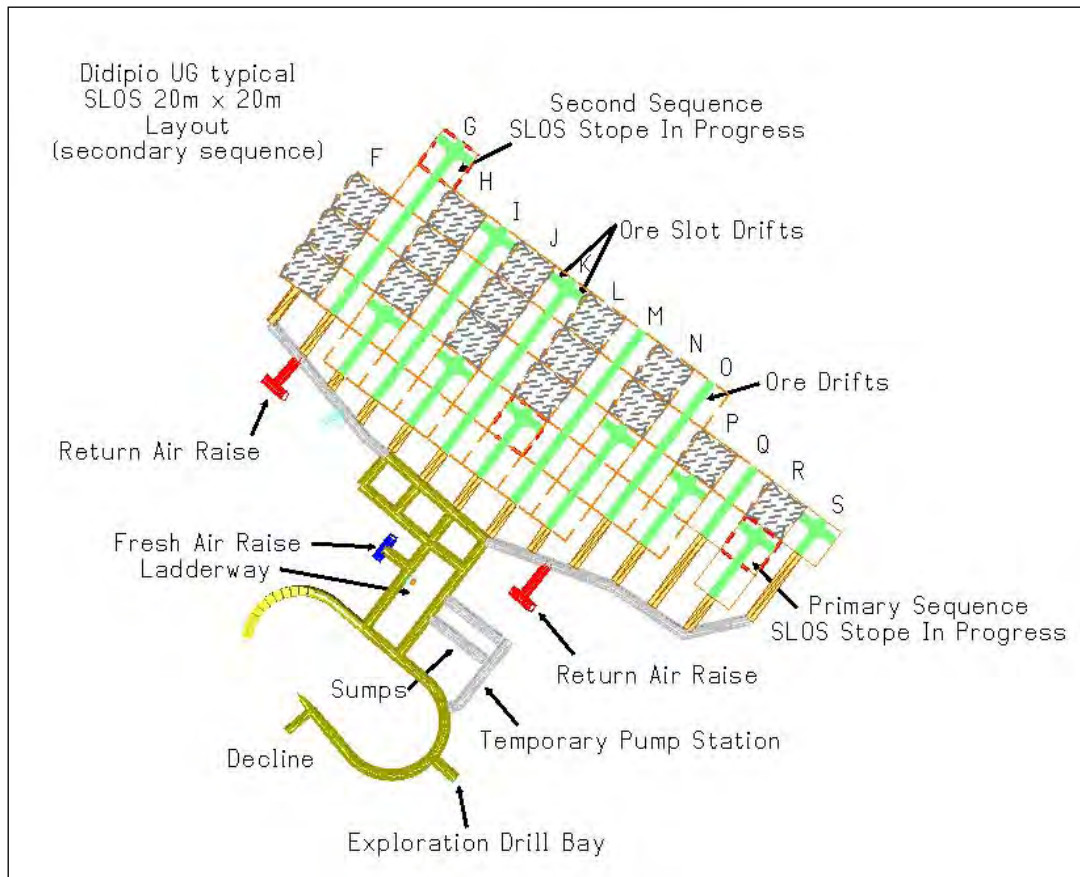 Didipio UG typical
SLOS 20m x 20m
Layout
(secondary sequence)
Second Sequence
SLOS Stope In Progress
F
G
H
I
J
K
L
M
N
O
P
Q
R
S
Ore Slot Drifts
Ore Drifts
Return Air Raise
Fresh Air Raise
Ladderway
Primary Sequence
SLOS Stope In Progress
Return Air Raise
Sumps
Temporary Pump Station
Decline
Exploration Drill Bay